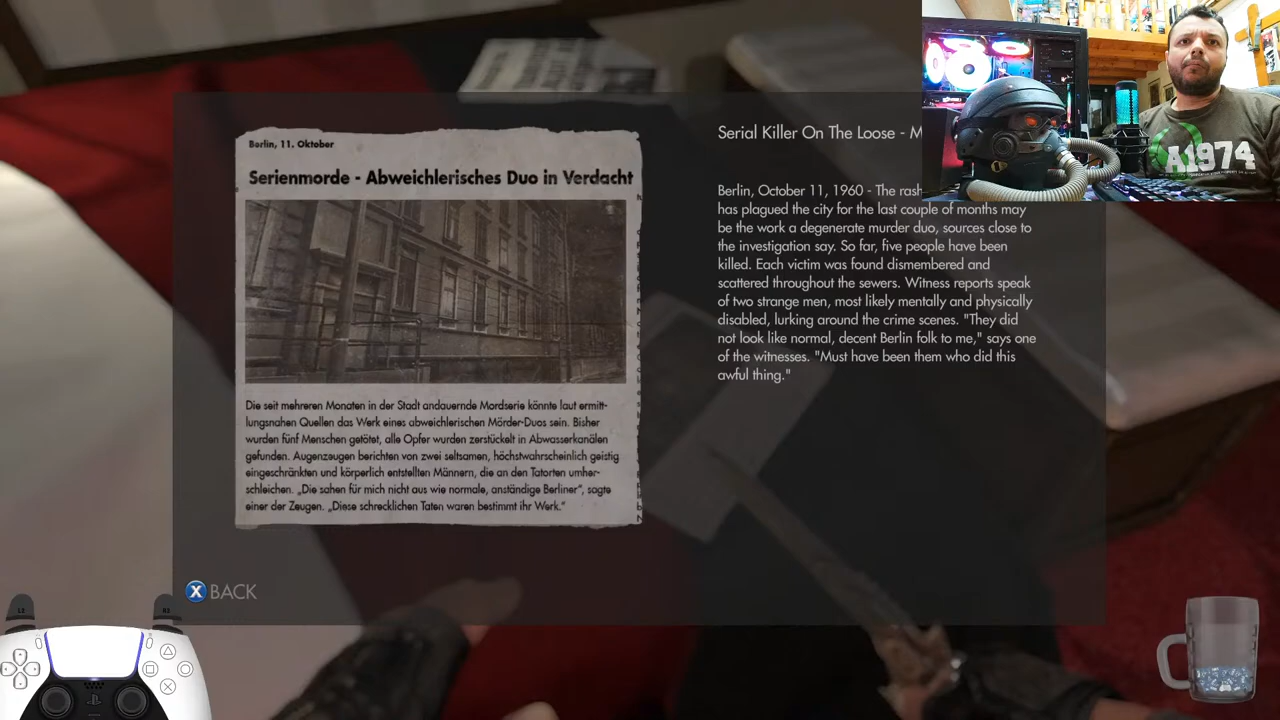 Berlin, 11. Oktober
Serienmorde - Abweichlerisches Duo in Verdacht
Die seit mehreren Monaten in der Stadt andauernde Mordserie könnte laut ermitt-
lungsnahen Quellen das Werk eines abweichlerischen Mörder-Duos sein. Bisher
wurden fünf Menschen getötet, alle Opfer wurden zerstückelt in Abwasserkanälen
gefunden. Augenzeugen berichten von zwei seltsamen, höchstwahrscheinlich geistig
eingeschränkten und körperlich entstellten Männern, die an den Tatorten umher-
schleichen. „Die sahen für mich nicht aus wie normale, anständige Berliner“, sagte
einer der Zeugen. „Diese schrecklichen Taten waren bestimmt ihr Werk.“
Serial Killer On The Loose - M
Berlin, October 11, 1960 - The rash
has plagued the city for the last couple of months may
be the work a degenerate murder duo, sources close to
the investigation say. So far, five people have been
killed. Each victim was found dismembered and
scattered throughout the sewers. Witness reports speak
of two strange men, most likely mentally and physically
disabled, lurking around the crime scenes. "They did
not look like normal, decent Berlin folk to me," says one
of the witnesses. "Must have been them who did this
awful thing."
X BACK
A1974
L2
R2